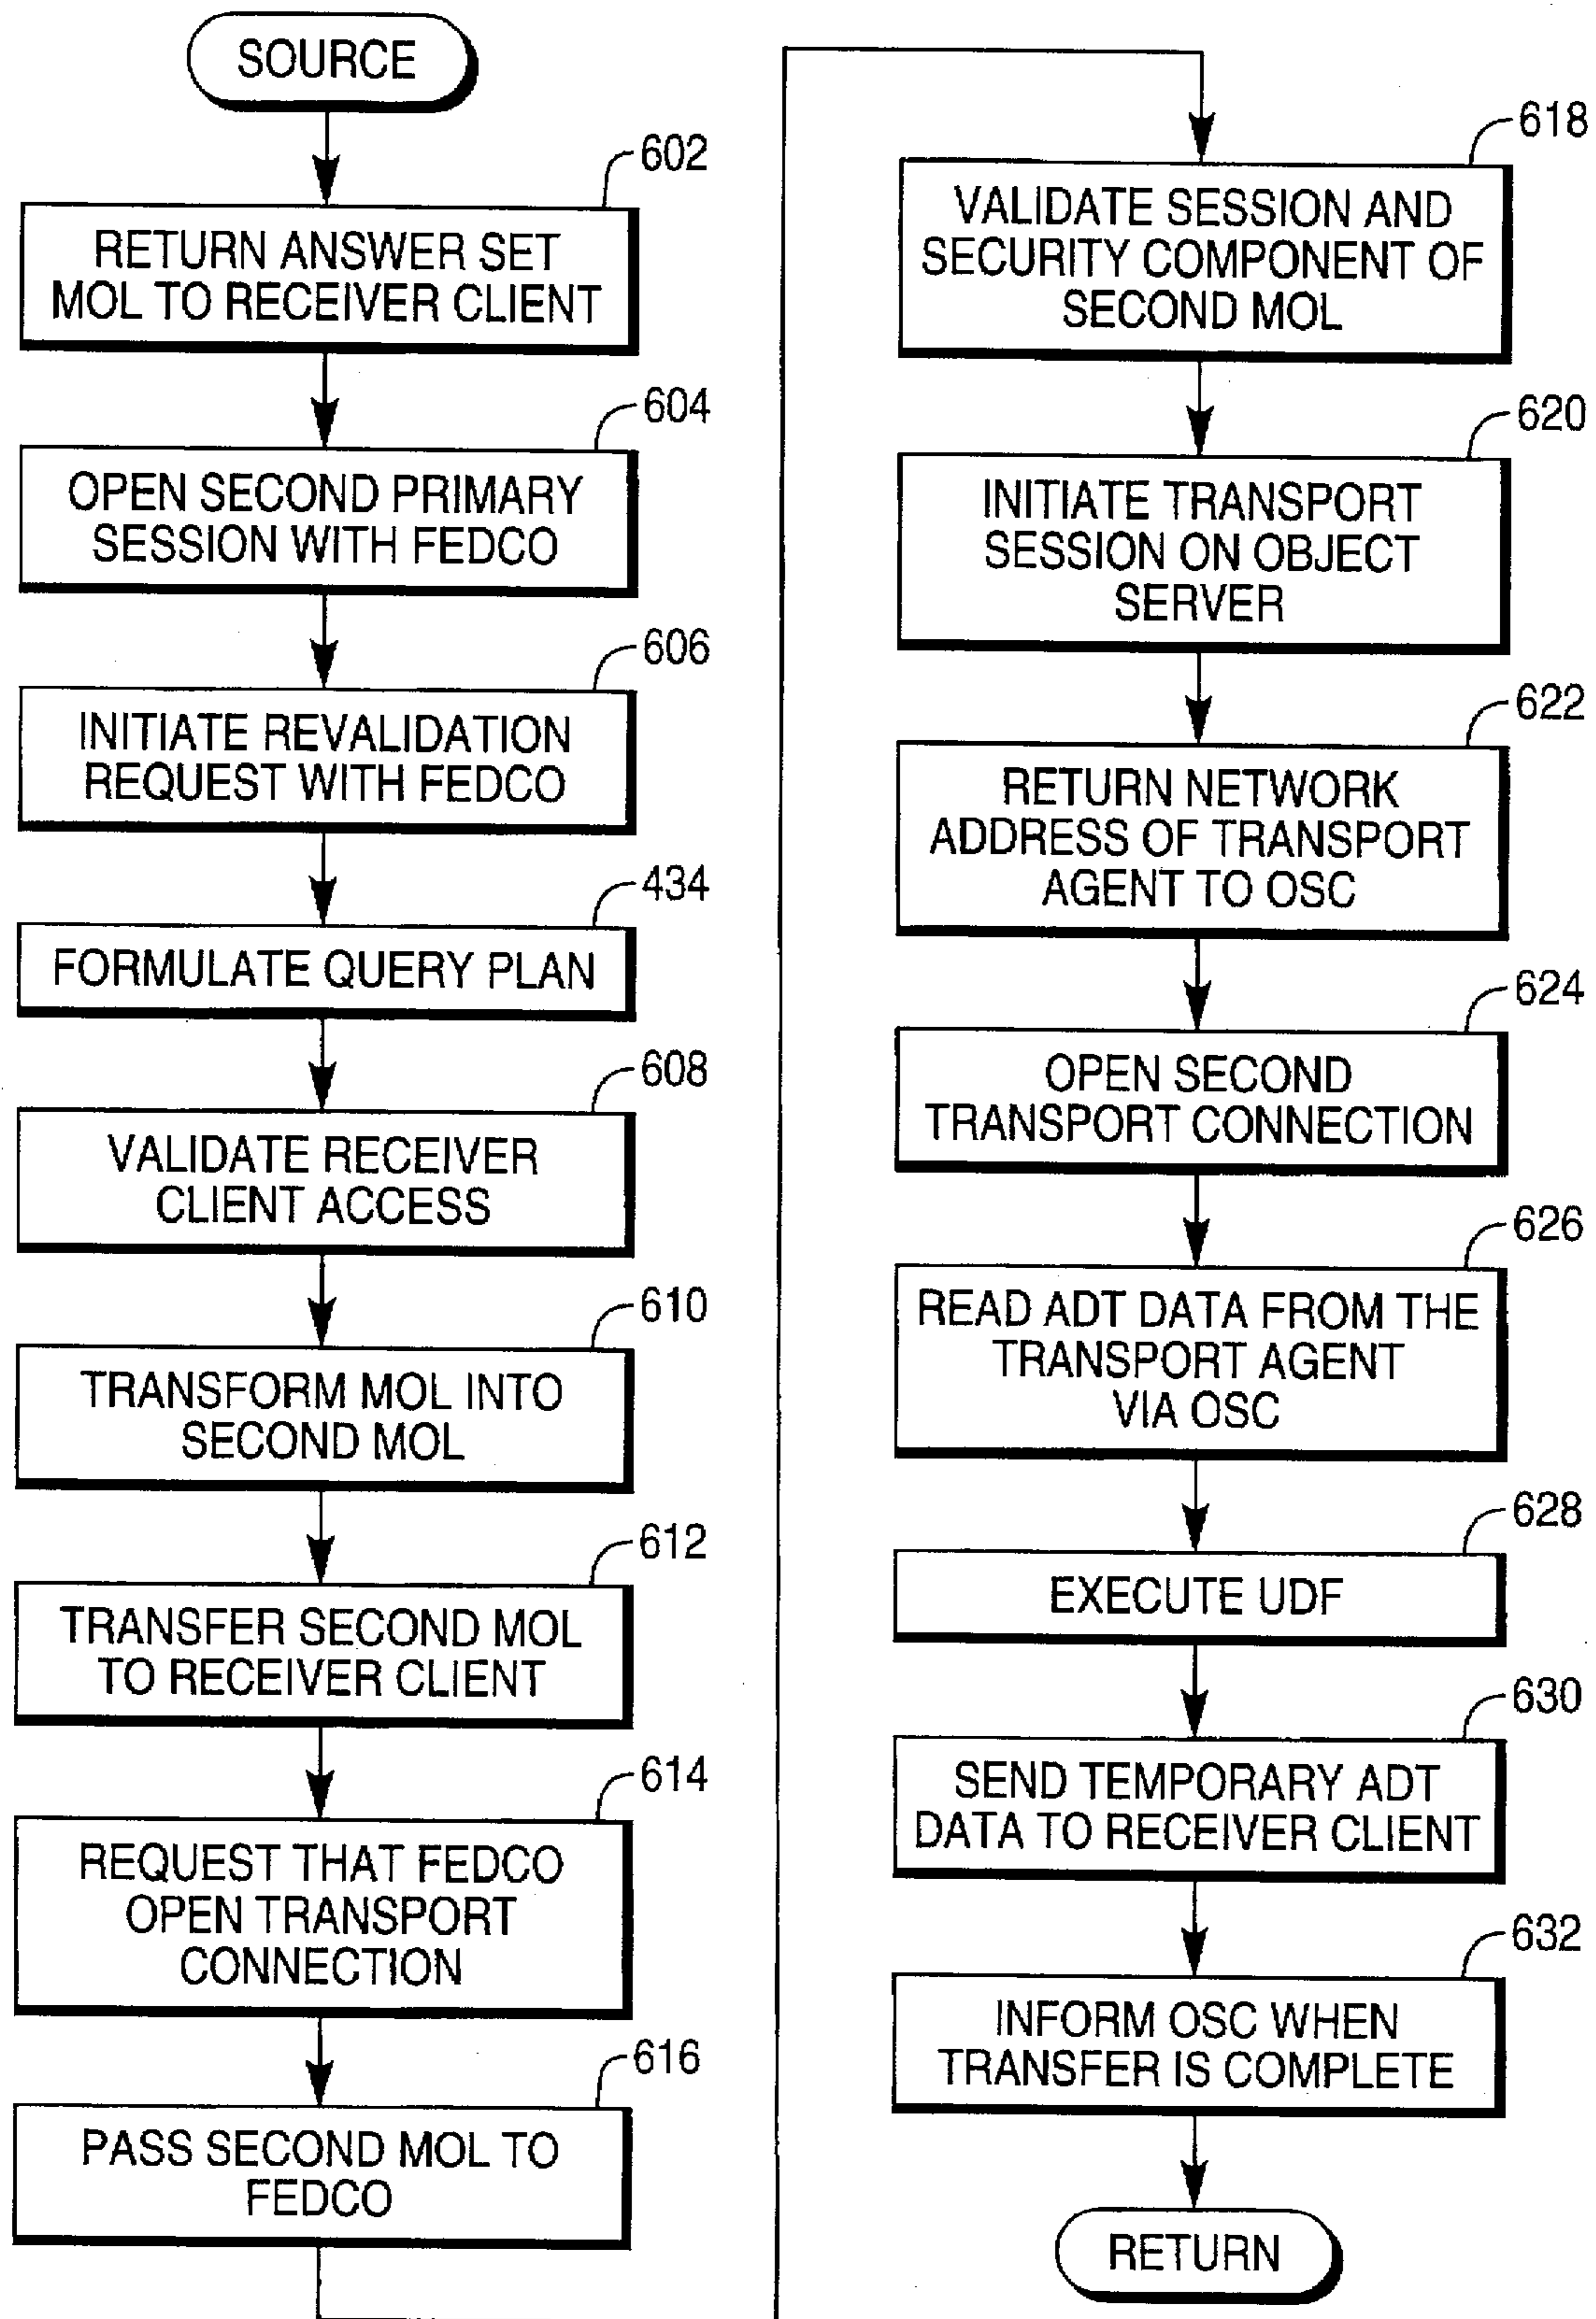 SOURCE
602
RETURN ANSWER SET
MOL TO RECEIVER CLIENT
604
OPEN SECOND PRIMARY
SESSION WITH FEDCO
606
INITIATE REVALIDATION
REQUEST WITH FEDCO
434
FORMULATE QUERY PLAN
608
VALIDATE RECEIVER
CLIENT ACCESS
610
TRANSFORM MOL INTO
SECOND MOL
612
TRANSFER SECOND MOL
TO RECEIVER CLIENT
614
REQUEST THAT FEDCO
OPEN TRANSPORT
CONNECTION
616
PASS SECOND MOL TO
FEDCO
618
VALIDATE SESSION AND
SECURITY COMPONENT OF
SECOND MOL
620
INITIATE TRANSPORT
SESSION ON OBJECT
SERVER
622
RETURN NETWORK
ADDRESS OF TRANSPORT
AGENT TO OSC
624
OPEN SECOND
TRANSPORT CONNECTION
626
READ ADT DATA FROM THE
TRANSPORT AGENT
VIA OSC
628
EXECUTE UDF
630
SEND TEMPORARY ADT
DATA TO RECEIVER CLIENT
632
INFORM OSC WHEN
TRANSFER IS COMPLETE
RETURN